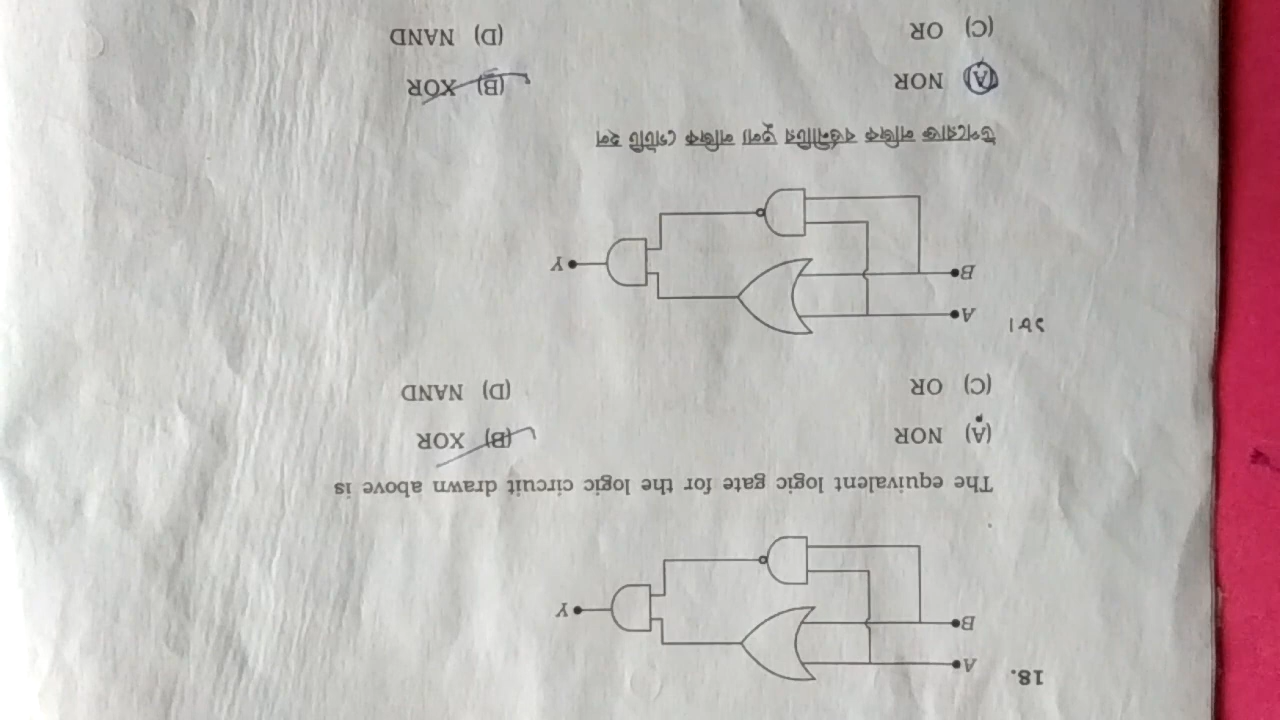 18.
A
B
Y
The equivalent logic gate for the logic circuit drawn above is
(A) NOR (B) XOR
(C) OR (D) NAND
১৮।
A
B
Y
উপরোক্ত লজিক বর্তনীটির তুল্য লজিক গেটটি হল
(A) NOR (B) XOR
(C) OR (D) NAND